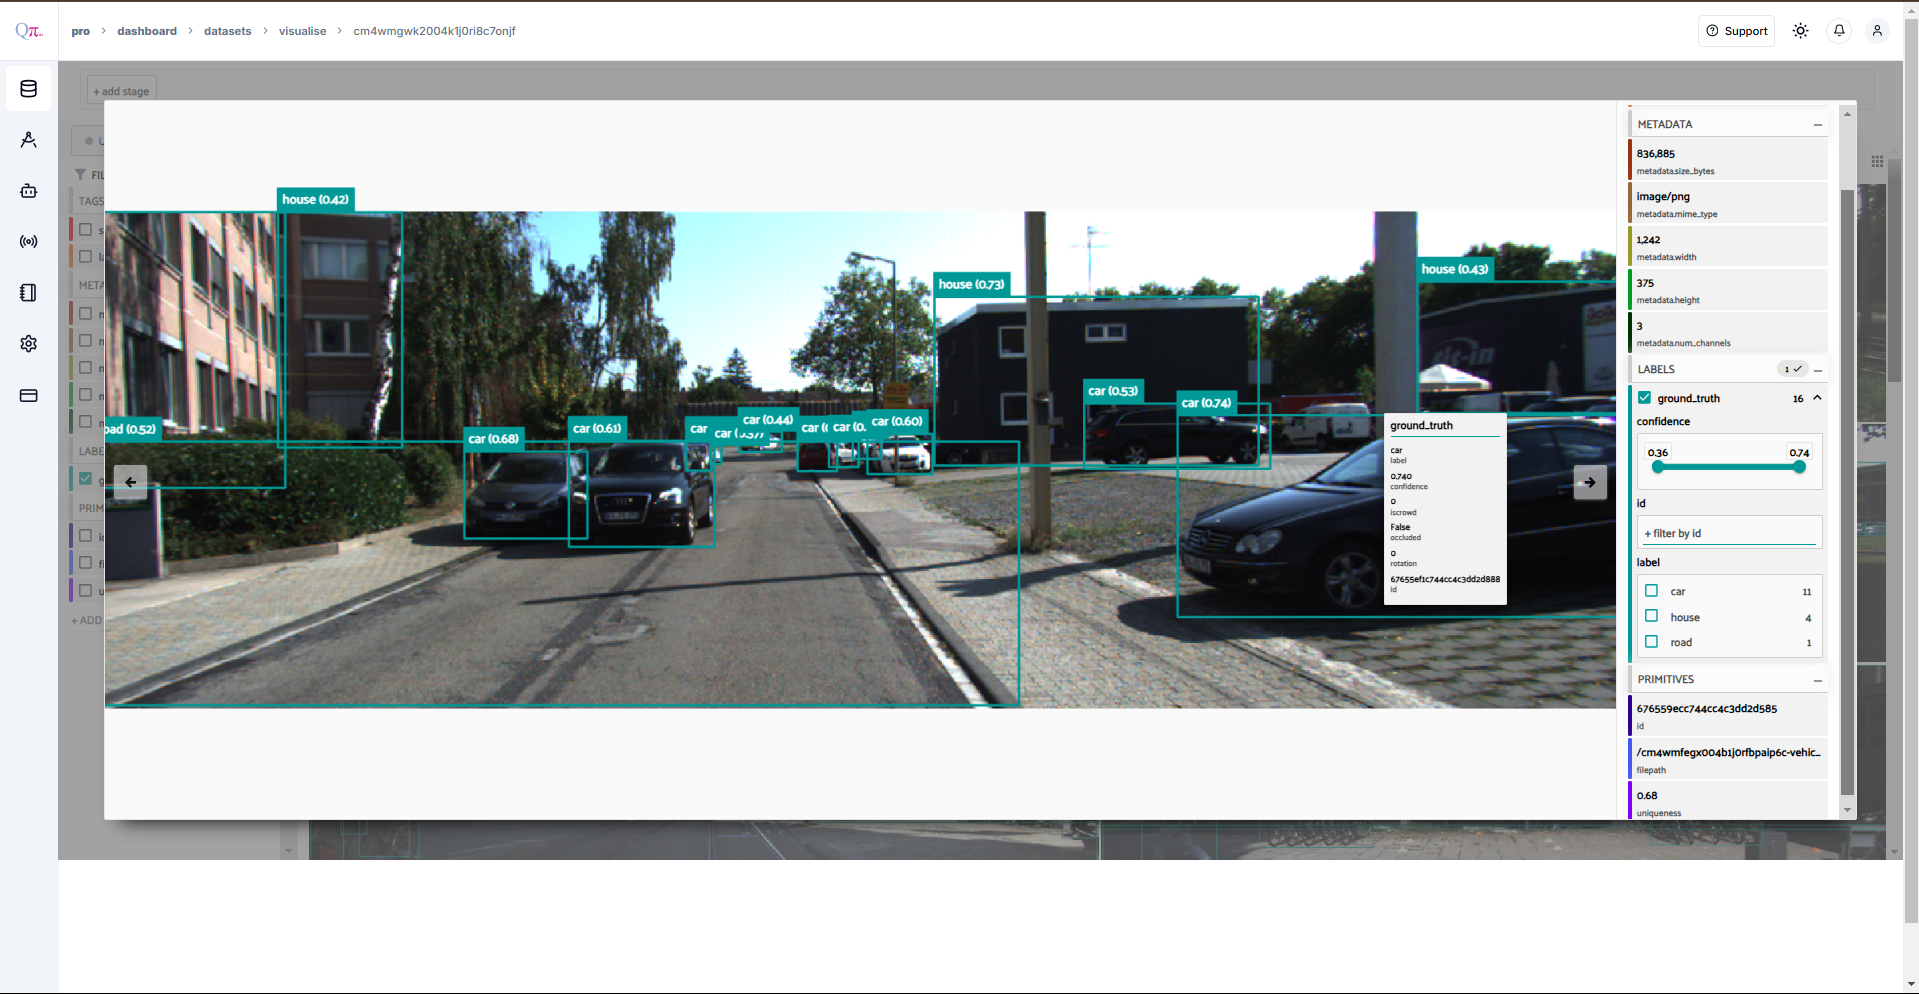 Qπ
pro > dashboard > datasets > visualise > cm4wmgwk2004k1j0ri8c7onjf
Support
+ add stage
U
FIL
TAGS
META
LABE
PRIM
+ ADD
house (0.42)
house (0.73)
house (0.43)
car (0.53)
car (0.74)
oad (0.52)
car (0.68)
car (0.61)
car
car (0.37)
car (0.44)
car (
car (0.
car (0.60)
fit-in
ground_truth
car
label
0.740
confidence
0
iscrowd
False
occluded
0
rotation
67655ef1c744cc4c3dd2d888
id
METADATA
836,885
metadata.size_bytes
image/png
metadata.mime_type
1,242
metadata.width
375
metadata.height
3
metadata.num_channels
LABELS 1
ground_truth 16
confidence
0.36 0.74
id
+ filter by id
label
car 11
house 4
road 1
PRIMITIVES
676559ecc744cc4c3dd2d585
id
/cm4wmfegx004b1j0rfbpaip6c-vehic...
filepath
0.68
uniqueness